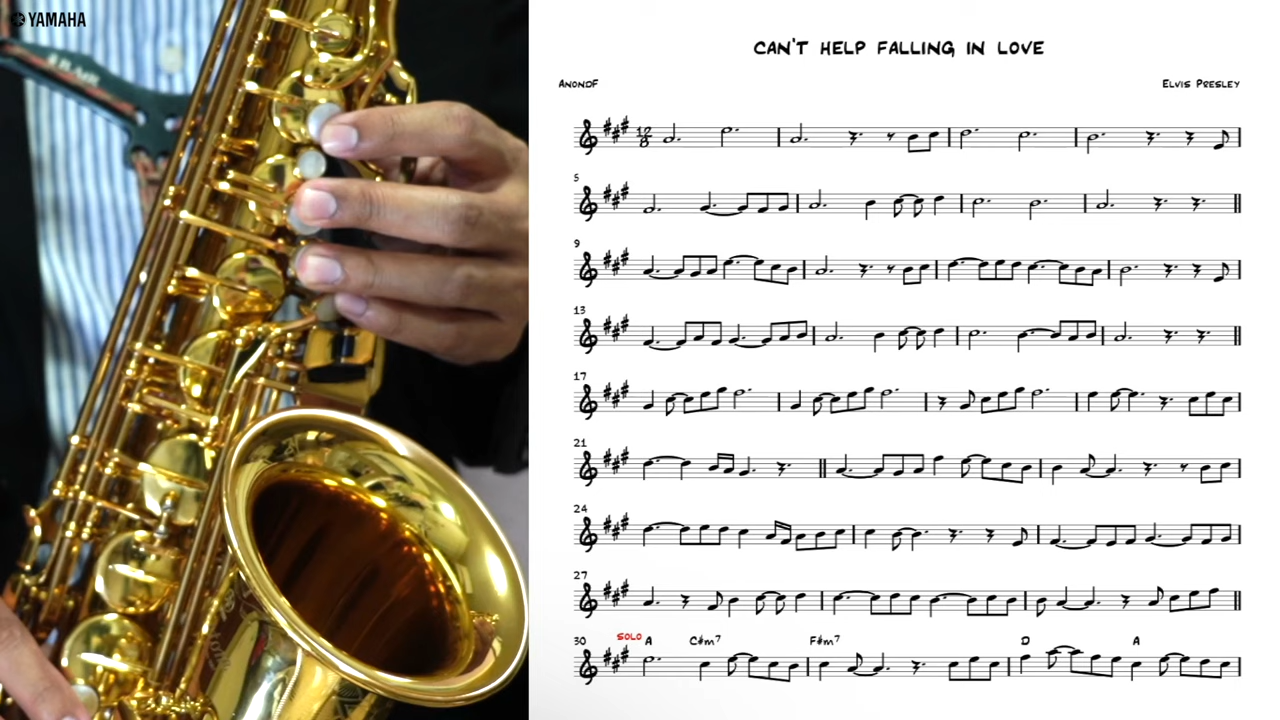 YAMAHA
CAN'T HELP FALLING IN LOVE
ANONDF
ELVIS PRESLEY
12
8
5
9
13
17
21
24
27
30 SOLO A C#m7 F#m7 D A